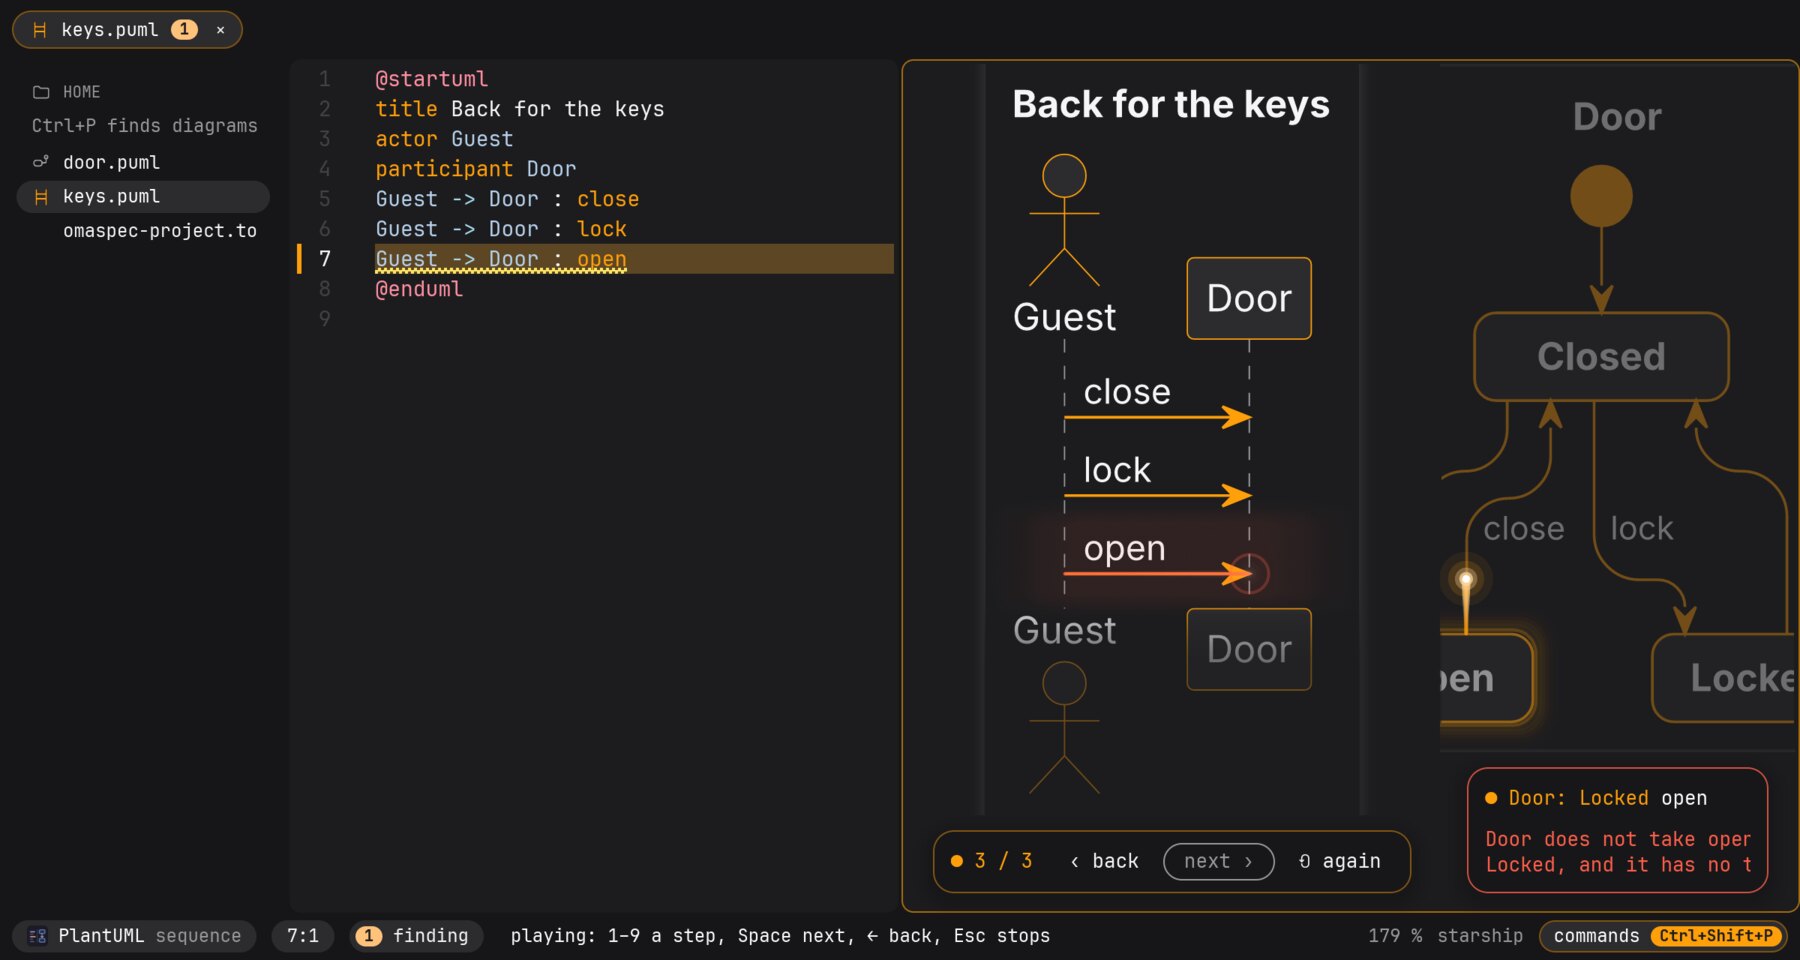 keys.puml 1 ×
HOME
Ctrl+P finds diagrams
door.puml
keys.puml
omaspec-project.to
1 @startuml
2 title Back for the keys
3 actor Guest
4 participant Door
5 Guest -> Door : close
6 Guest -> Door : lock
7 Guest -> Door : open
8 @enduml
9
Back for the keys
Guest
Door
close
lock
open
Guest
Door
3 / 3 ‹ back next › again
Door
Closed
close
lock
Door: Locked open
Door does not take
Locked, and it has no
PlantUML sequence 7:1 1 finding playing: 1–9 a step, Space next, ← back, Esc stops 179 % starship commands Ctrl+Shift+P